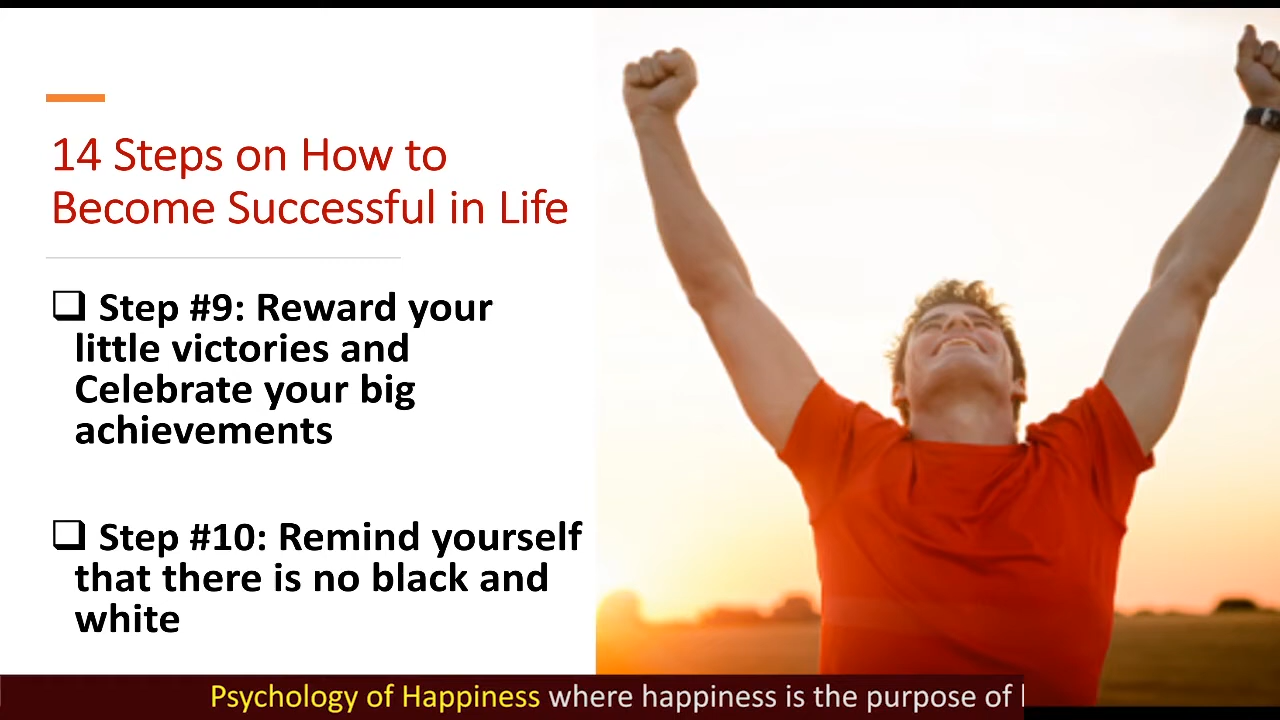 14 Steps on How to
Become Successful in Life
Step #9: Reward your
little victories and
Celebrate your big
achievements
Step #10: Remind yourself
that there is no black and
white
Psychology of Happiness where happiness is the purpose of